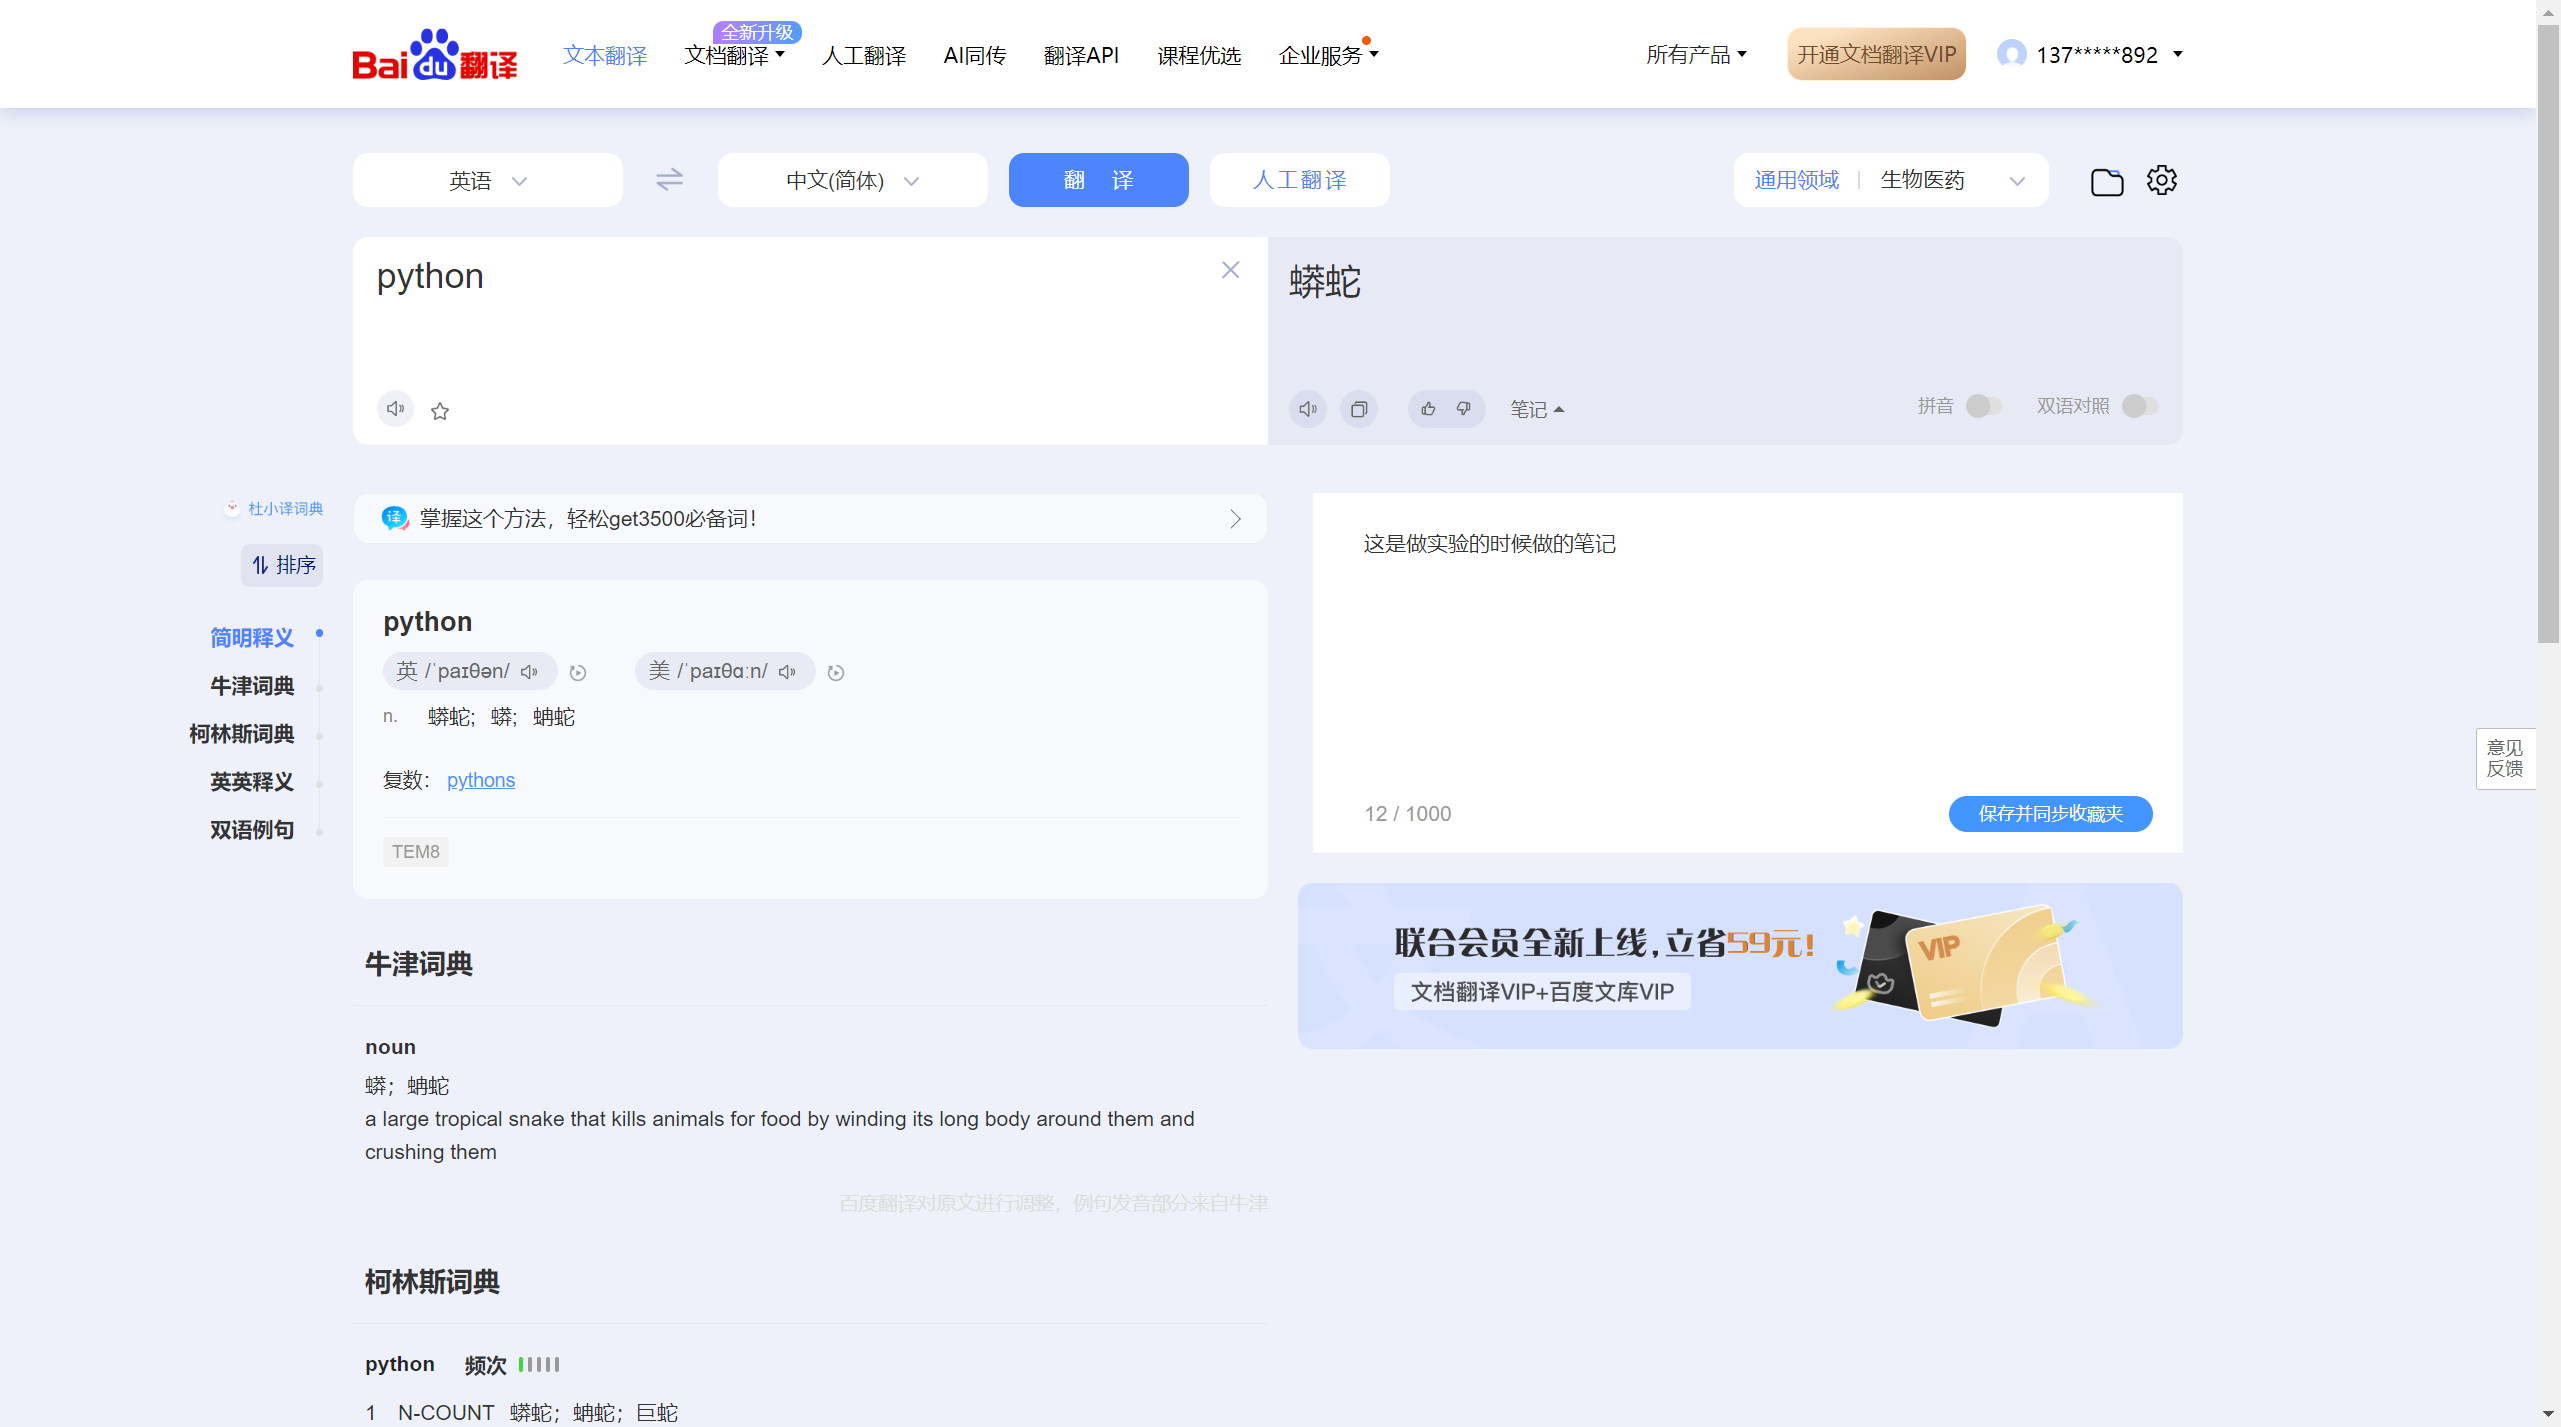 Bai du 翻译
文本翻译
全新升级
文档翻译
人工翻译
AI同传
翻译API
课程优选
企业服务
所有产品
开通文档翻译VIP
137*****892
英语
中文(简体)
翻 译
人工翻译
通用领域
生物医药
python
蟒蛇
笔记
拼音
双语对照
杜小译词典
排序
简明释义
牛津词典
柯林斯词典
英英释义
双语例句
译 掌握这个方法，轻松get3500必备词！
python
英 /ˈpaɪθən/
美 /ˈpaɪθɑːn/
n. 蟒蛇；蟒；蚺蛇
复数： pythons
TEM8
牛津词典
noun
蟒；蚺蛇
a large tropical snake that kills animals for food by winding its long body around them and
crushing them
百度翻译对原文进行调整，例句发音部分来自牛津
柯林斯词典
python 频次
1 N-COUNT 蟒蛇；蚺蛇；巨蛇
这是做实验的时候做的笔记
12 / 1000
保存并同步收藏夹
联合会员全新上线，立省59元！
文档翻译VIP+百度文库VIP
VIP
意见
反馈